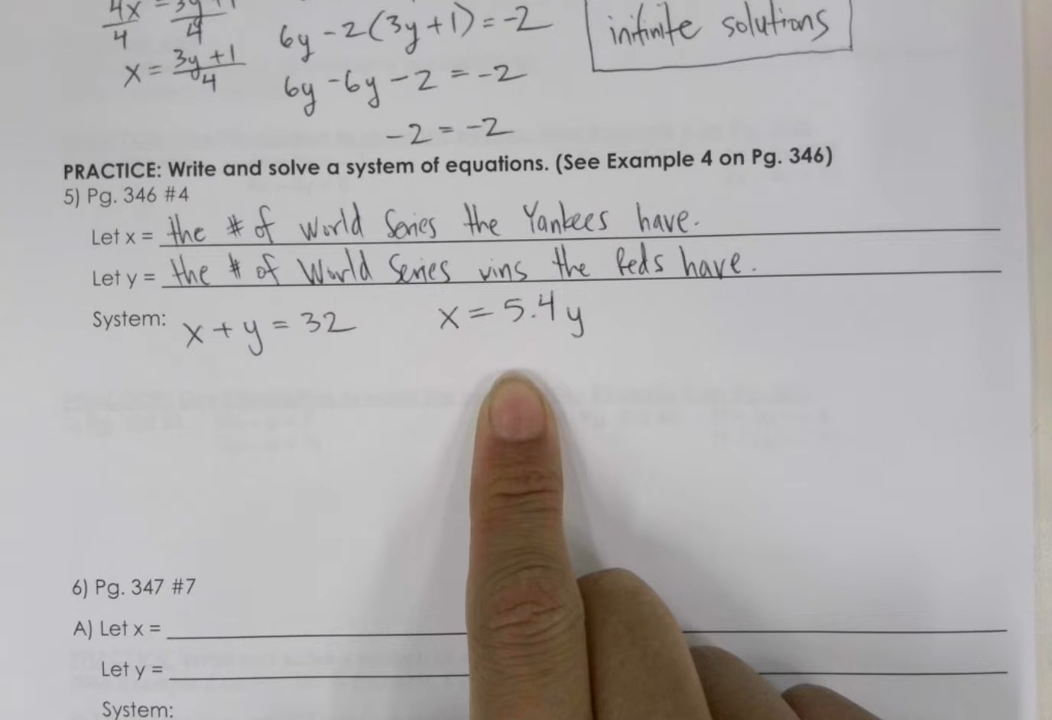 4x = 3y+1
4 4
x = 3y+1
4
6y -2(3y+1) = -2
6y -6y -2 = -2
-2 = -2
infinite solutions
PRACTICE: Write and solve a system of equations. (See Example 4 on Pg. 346)
5) Pg. 346 #4
Let x = the # of World Series the Yankees have.
Let y = the # of World Series wins the Reds have.
System: x + y = 32 x = 5.4y
6) Pg. 347 #7
A) Let x =
Let y =
System: